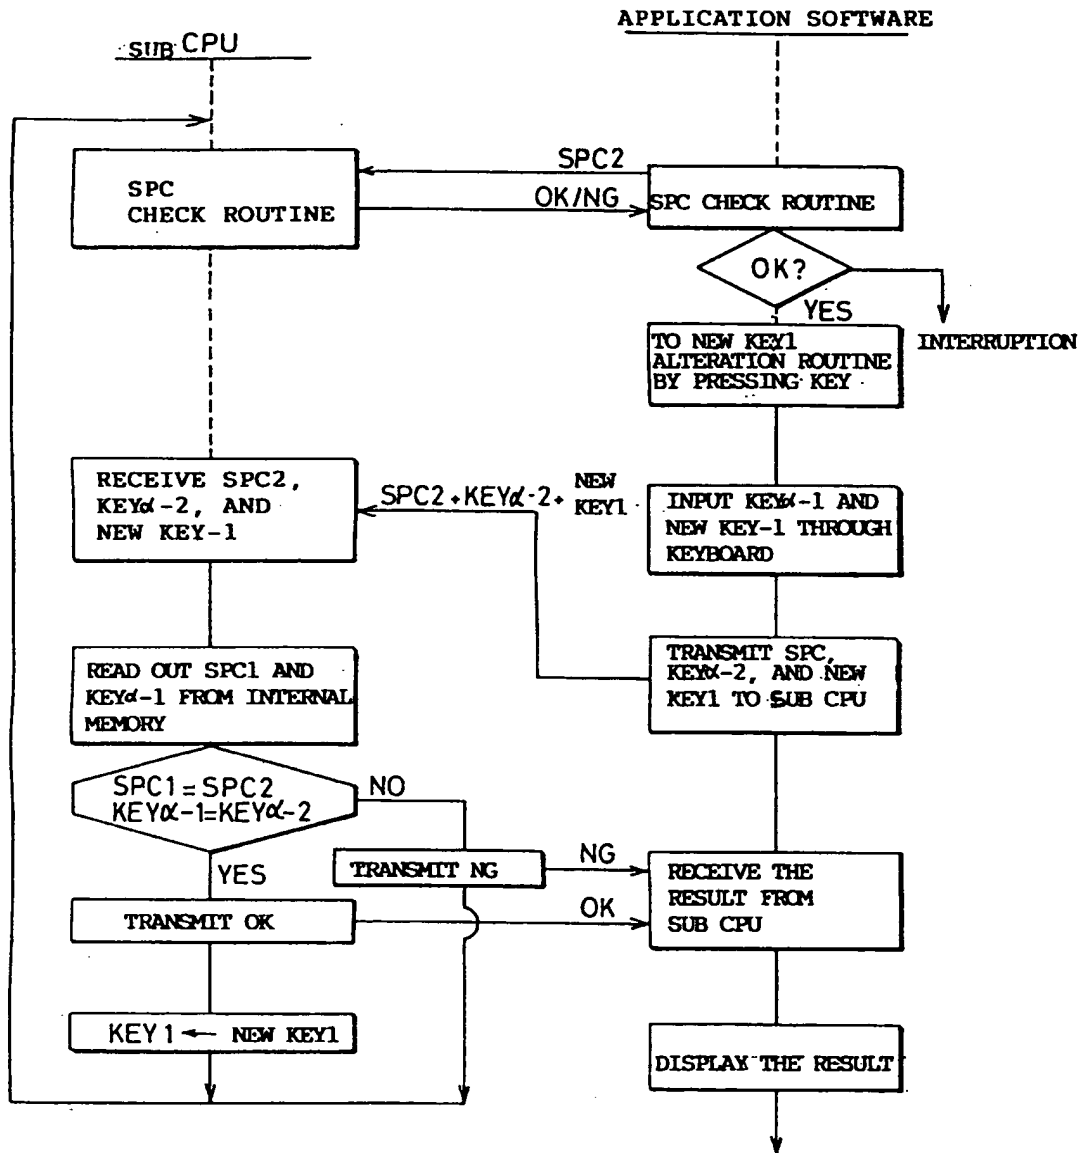 APPLICATION SOFTWARE
SUB CPU
SPC2
SPC
CHECK ROUTINE
OK/NG
SPC CHECK ROUTINE
OK?
YES
INTERRUPTION
TO NEW KEY1
ALTERATION ROUTINE
BY PRESSING KEY
RECEIVE SPC2,
KEYα-2, AND
NEW KEY-1
SPC2+KEYα-2+ NEW
KEY1
INPUT KEYα-1 AND
NEW KEY-1 THROUGH
KEYBOARD
READ OUT SPC1 AND
KEYα-1 FROM INTERNAL
MEMORY
TRANSMIT SPC,
KEYα-2, AND NEW
KEY1 TO SUB CPU
SPC1=SPC2
KEYα-1=KEYα-2
NO
YES
TRANSMIT NG
NG
TRANSMIT OK
OK
RECEIVE THE
RESULT FROM
SUB CPU
KEY1 ← NEW KEY1
DISPLAY THE RESULT